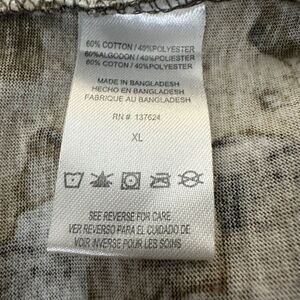 60% COTTON / 40%POLYESTER
60%ALGODON / 40%POLIESTER
60% COTON / 40%POLYESTER
MADE IN BANGLADESH
HECHO EN BANGLADESH
FABRIQUE AU BANGLADESH
RN # 137624
XL
SEE REVERSE FOR CARE
VER REVERSO PARA EL CUIDADO DE
VOIR INVERSE POUR LES SOINS